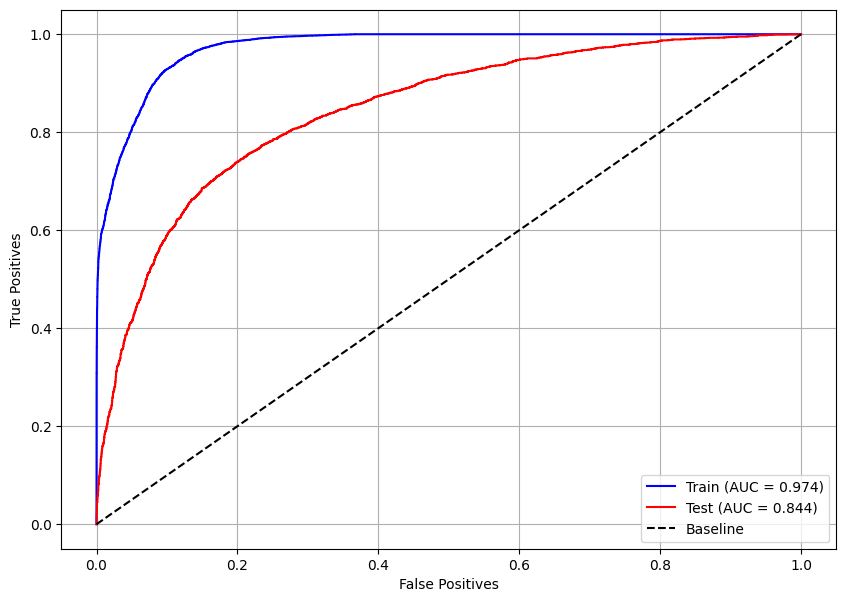 1.0
0.8
0.6
0.4
0.2
0.0
True Positives
0.0 0.2 0.4 0.6 0.8 1.0
False Positives
Train (AUC = 0.974)
Test (AUC = 0.844)
Baseline